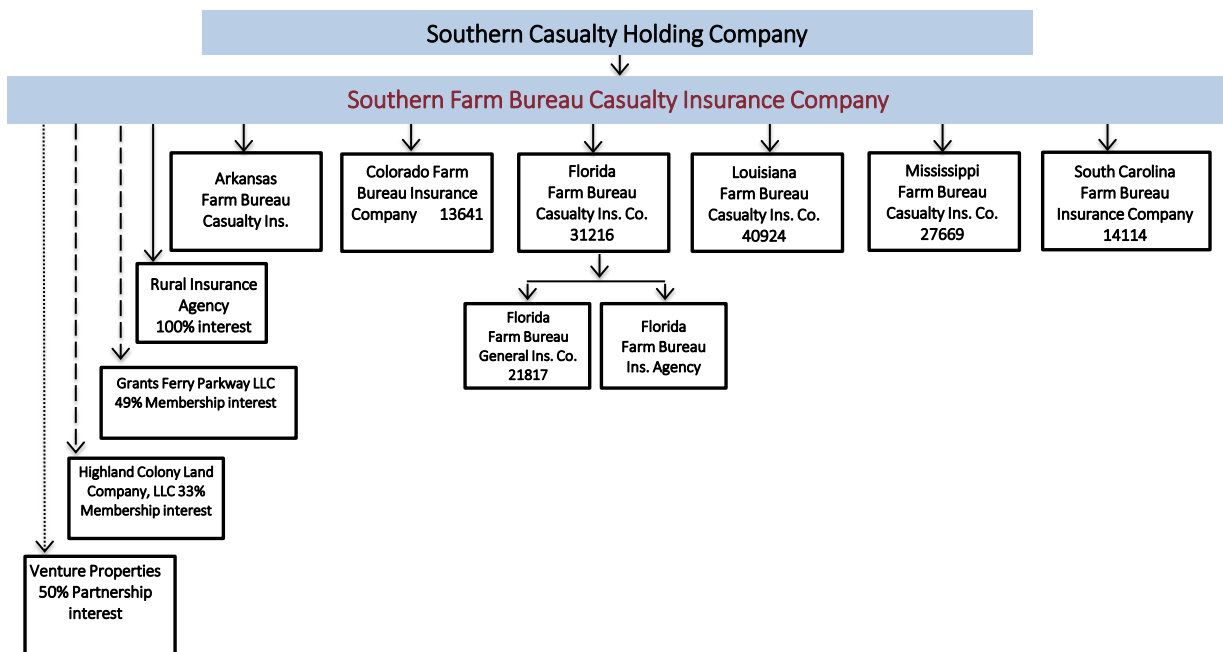 Southern Casualty Holding Company
Southern Farm Bureau Casualty Insurance Company
Arkansas
Farm Bureau
Casualty Ins.
Colorado Farm
Bureau Insurance
Company 13641
Florida
Farm Bureau
Casualty Ins. Co.
31216
Louisiana
Farm Bureau
Casualty Ins. Co.
40924
Mississippi
Farm Bureau
Casualty Ins. Co.
27669
South Carolina
Farm Bureau
Insurance Company
14114
Rural Insurance
Agency
100% interest
Florida
Farm Bureau
General Ins. Co.
21817
Florida
Farm Bureau
Ins. Agency
Grants Ferry Parkway LLC
49% Membership interest
Highland Colony Land
Company, LLC 33%
Membership interest
Venture Properties
50% Partnership
interest